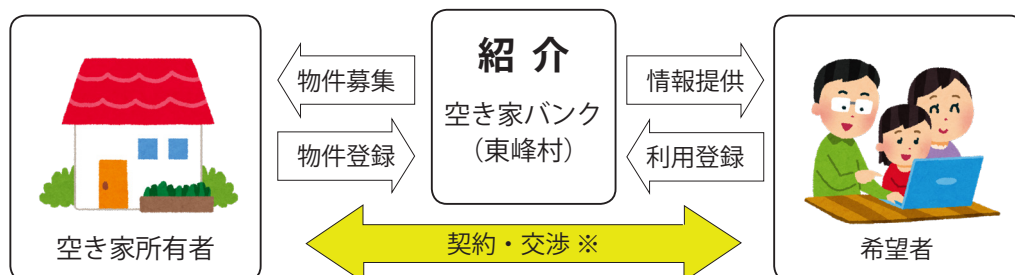 紹介
空き家バンク
（東峰村）
物件募集
物件登録
情報提供
利用登録
契約・交渉 ※
空き家所有者
希望者